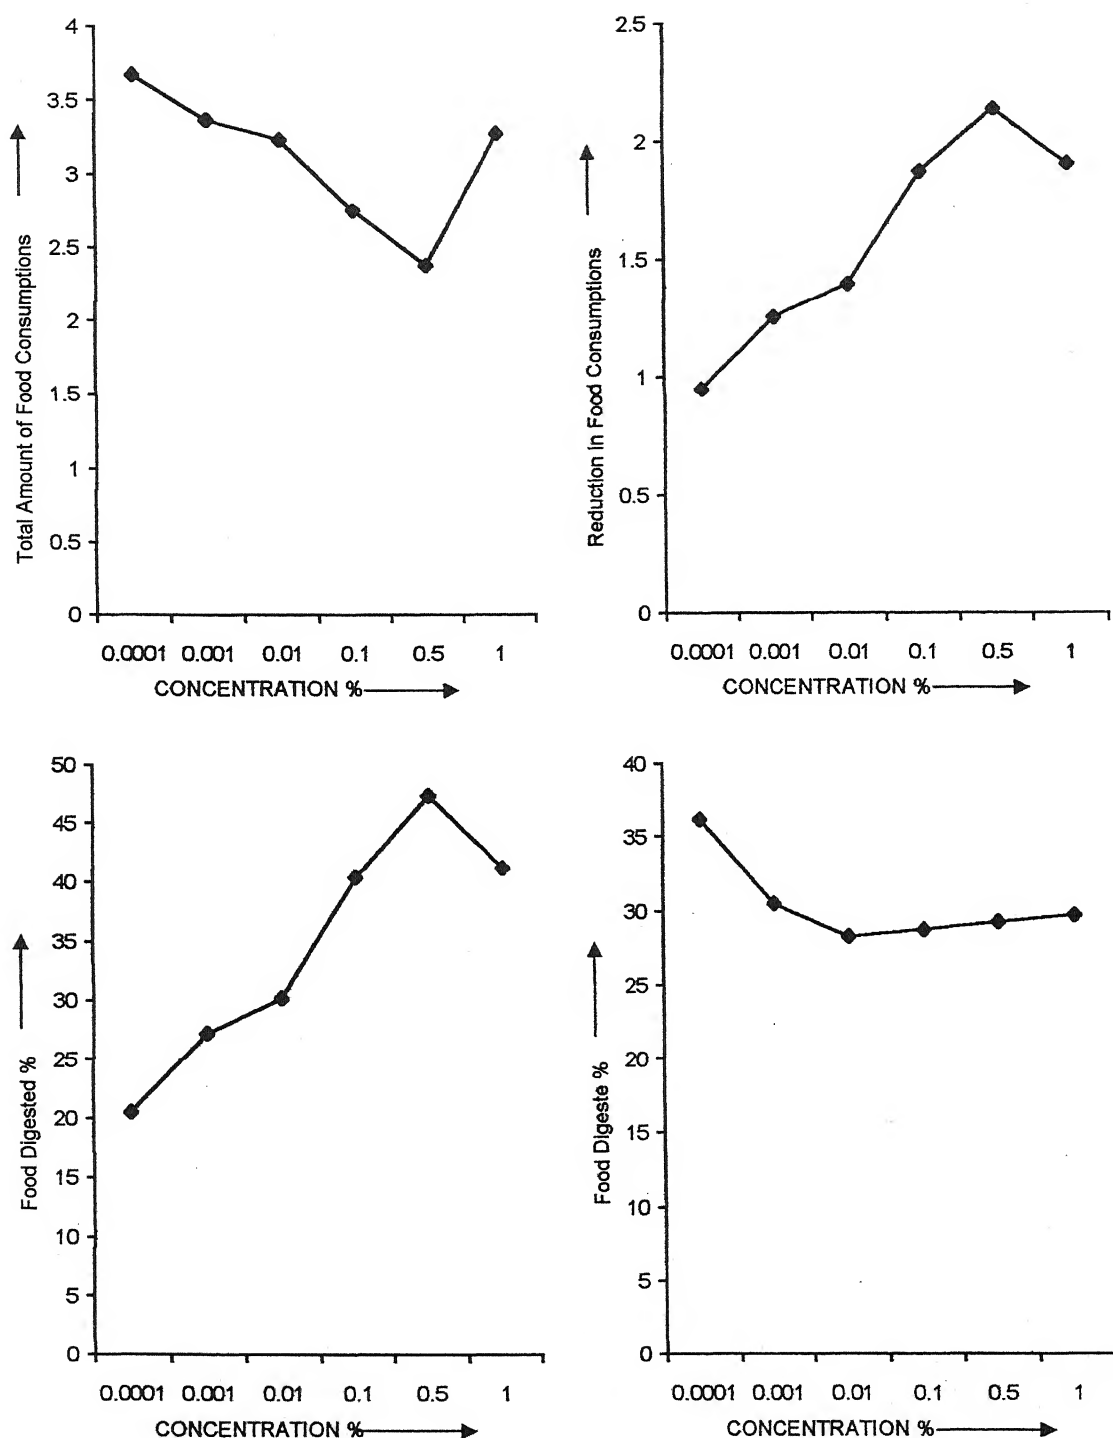 4
3.5
3
2.5
2
1.5
1
0.5
0
Total Amount of Food Consumptions
0.0001 0.001 0.01 0.1 0.5 1
CONCENTRATION %
2.5
2
1.5
1
0.5
0
Reduction in Food Consumptions
0.0001 0.001 0.01 0.1 0.5 1
CONCENTRATION %
50
45
40
35
30
25
20
15
10
5
0
Food Digested %
0.0001 0.001 0.01 0.1 0.5 1
CONCENTRATION %
40
35
30
25
20
15
10
5
0
Food Digeste %
0.0001 0.001 0.01 0.1 0.5 1
CONCENTRATION %